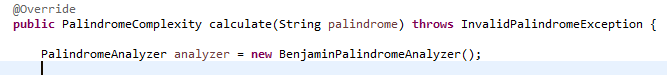 @Override
public PalindromeComplexity calculate(String palindrome) throws InvalidPalindromeException {
PalindromeAnalyzer analyzer = new BenjaminPalindromeAnalyzer();